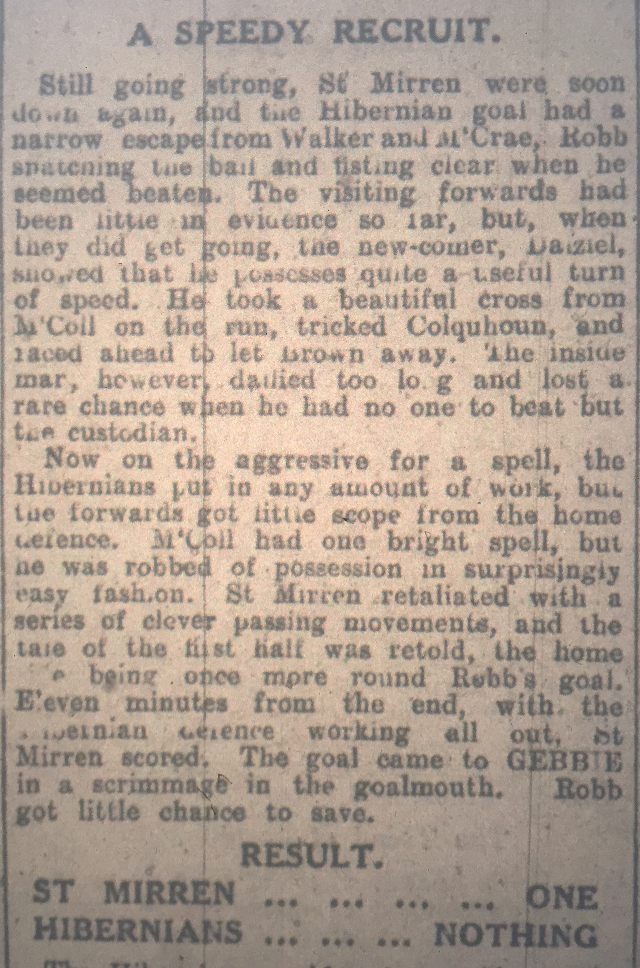 A SPEEDY RECRUIT.
Still going strong, St Mirren were soon
down again, and the Hibernian goal had a
narrow escape from Walker and M'Crae, Robb
snatching the ball and fisting clear when he
seemed beaten. The visiting forwards had
been little in evidence so far, but, when
they did get going, the new-comer, Dalziel,
showed that he possesses quite a useful turn
of speed. He took a beautiful cross from
M'Coll on the run, tricked Colquhoun, and
raced ahead to let Brown away. The inside
man, however, dallied too long and lost a
rare chance when he had no one to beat but
the custodian.
Now on the aggressive for a spell, the
Hibernians put in any amount of work, but
the forwards got little scope from the home
defence. M'Coll had one bright spell, but
he was robbed of possession in surprisingly
easy fashion. St Mirren retaliated with a
series of clever passing movements, and the
tale of the first half was retold, the home
being once more round Robb's goal.
Eleven minutes from the end, with the
Hibernian defence working all out, St
Mirren scored. The goal came to GEBBIE
in a scrimmage in the goalmouth. Robb
got little chance to save.
RESULT.
ST MIRREN ... ... ... ... ONE
HIBERNIANS ... ... ... NOTHING